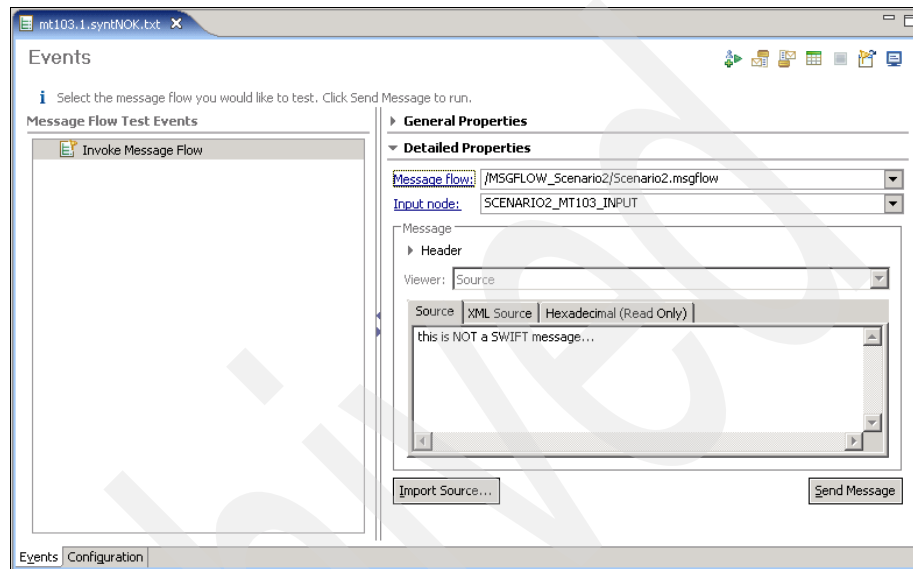 mt103.1.syntNOK.txt
Events
i Select the message flow you would like to test. Click Send Message to run.
Message Flow Test Events
Invoke Message Flow
General Properties
Detailed Properties
Message flow: /MSGFLOW_Scenario2/Scenario2.msgflow
Input node: SCENARIO2_MT103_INPUT
Message
Header
Viewer: Source
Source XML Source Hexadecimal (Read Only)
this is NOT a SWIFT message...
Import Source... Send Message
Events Configuration